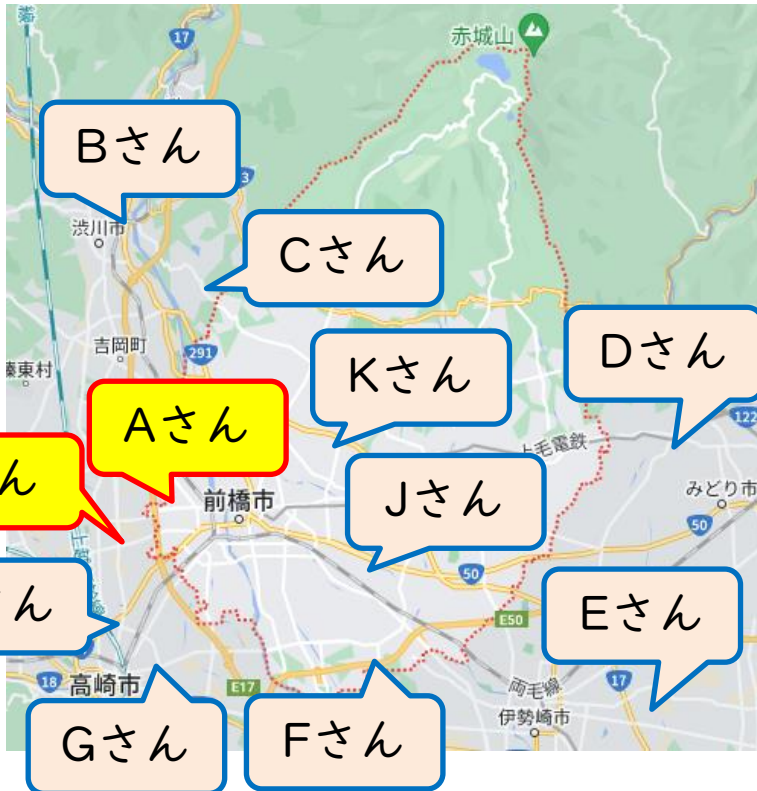 赤城山
17
Bさん
3
渋川市
Cさん
吉岡町
291
榛東村
Kさん
Dさん
122
Aさん
上毛電鉄
ん
前橋市
Jさん
みどり市
50
50
ん
Eさん
E50
高崎市
18
E17
両毛線
17
伊勢崎市
Gさん
Fさん